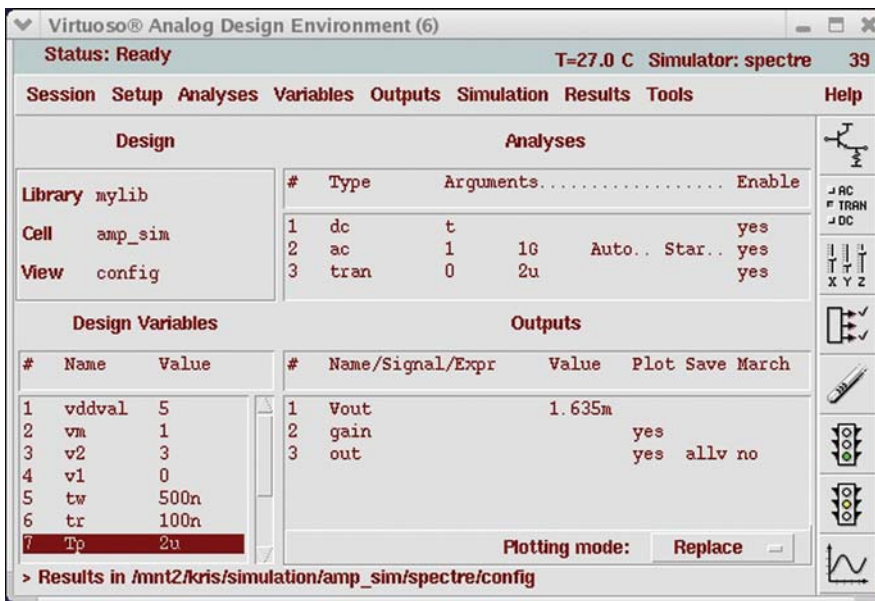 Virtuoso® Analog Design Environment (6)
Status: Ready T=27.0 C Simulator: spectre 39
Session Setup Analyses Variables Outputs Simulation Results Tools Help
Design
Library mylib
Cell amp_sim
View config
Analyses
# Type Arguments................... Enable
1 dc t yes
2 ac 1 1G Auto.. Star.. yes
3 tran 0 2u yes
Design Variables
# Name Value
1 vddval 5
2 vm 1
3 v2 3
4 v1 0
5 tw 500n
6 tr 100n
7 Tp 2u
Outputs
# Name/Signal/Expr Value Plot Save March
1 Vout 1.635m
2 gain yes
3 out yes allv no
Plotting mode: Replace
> Results in /mnt2/kris/simulation/amp_sim/spectre/config
AC
TRAN
DC
X Y Z